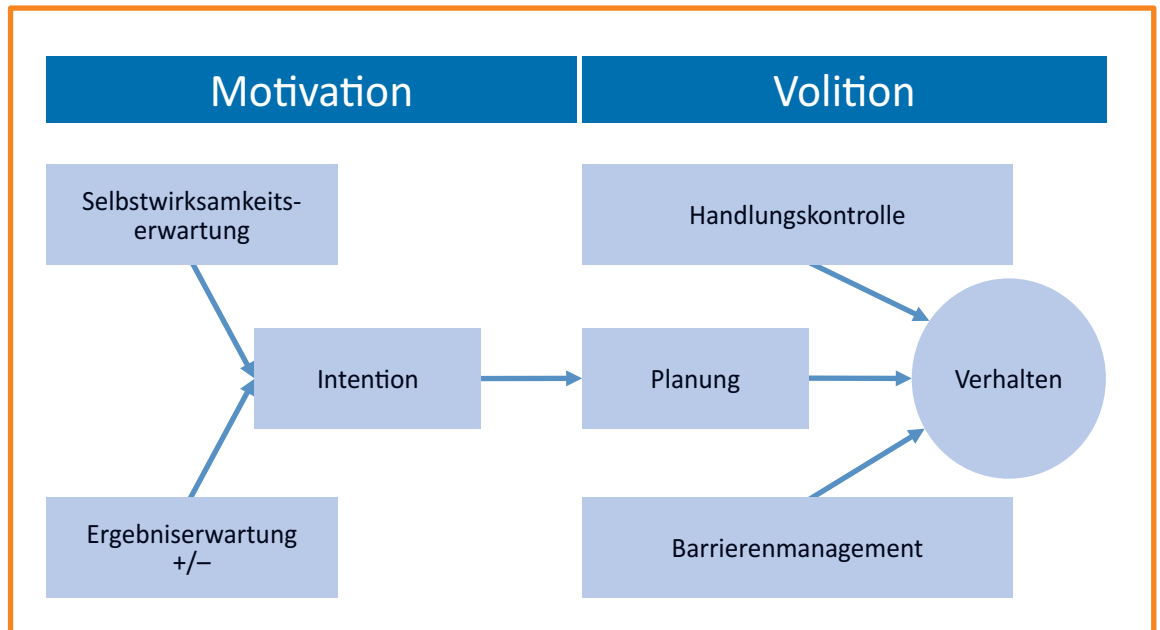 Motivation
Volition
Selbstwirksamkeits-
erwartung
Handlungskontrolle
Intention
Planung
Verhalten
Ergebniserwartung
+/–
Barrierenmanagement